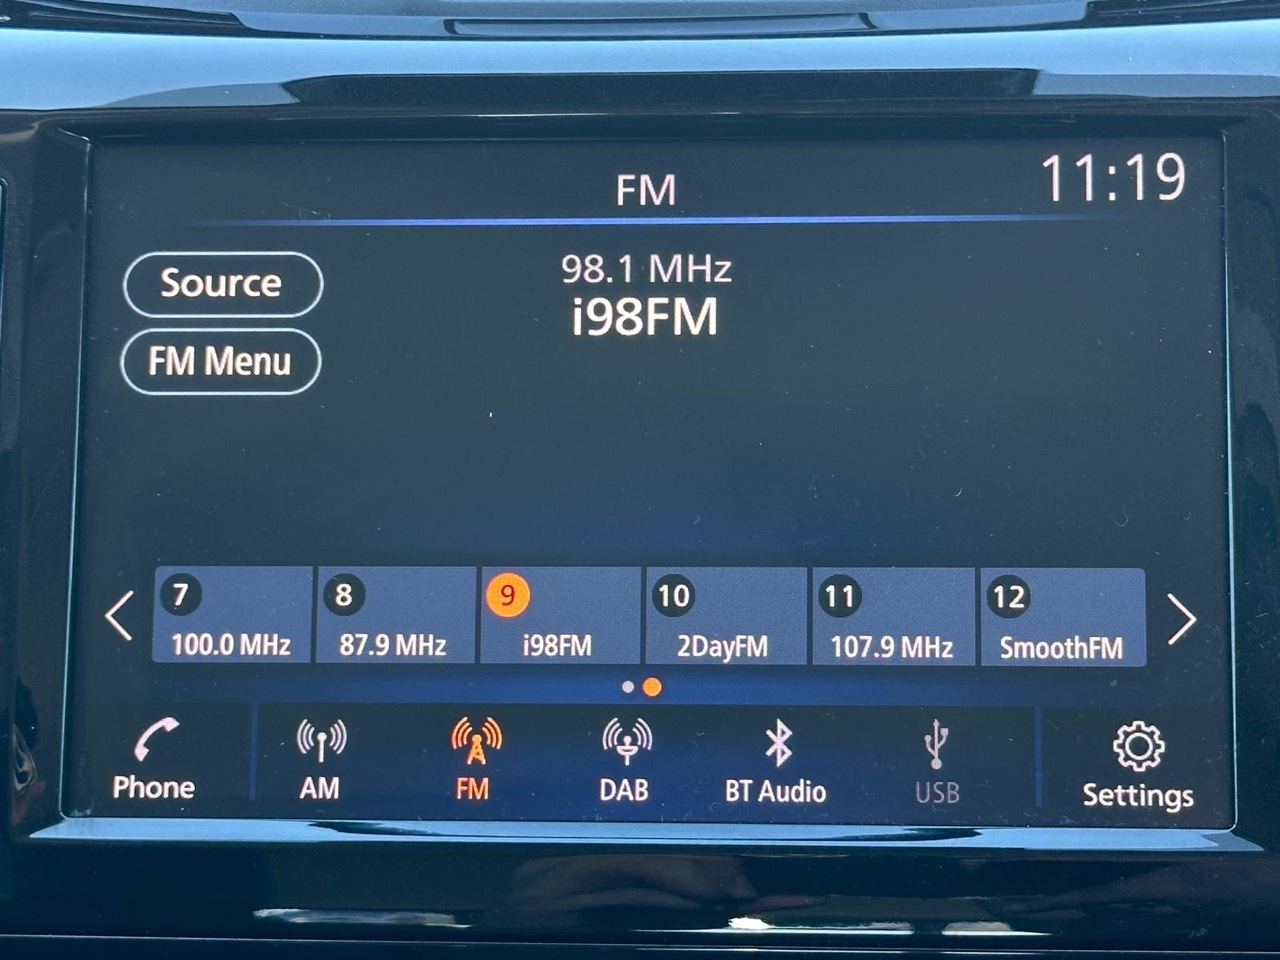 FM
11:19
Source
98.1 MHz
i98FM
FM Menu
7
8
9
10
11
12
100.0 MHz
87.9 MHz
i98FM
2DayFM
107.9 MHz
SmoothFM
Phone
AM
FM
DAB
BT Audio
USB
Settings